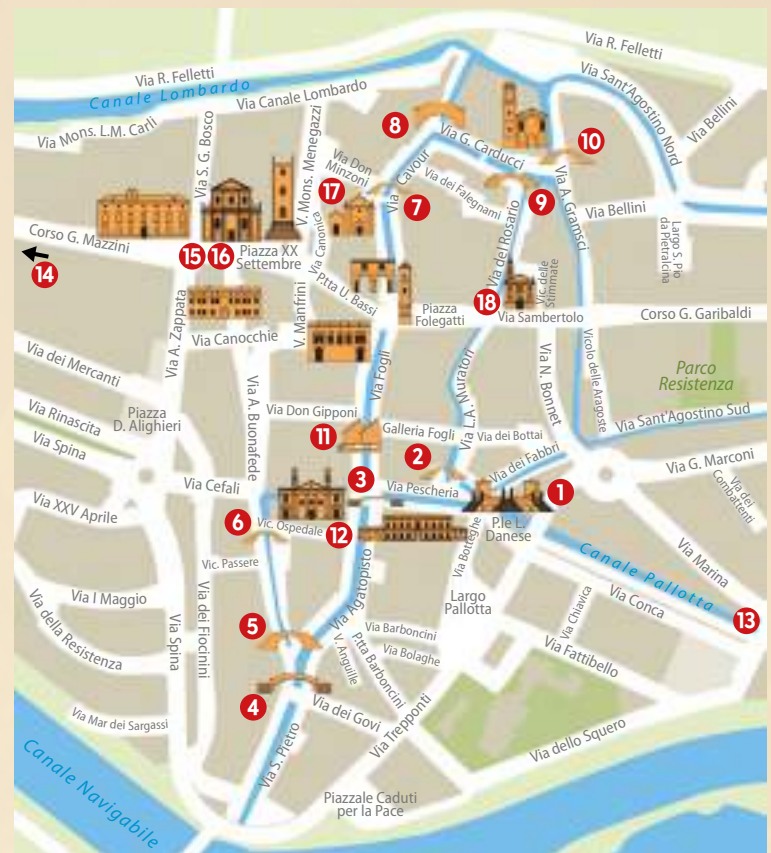 Via R. Felletti
Via R. Felletti
Canale Lombardo
Via Canale Lombardo
Via Sant'Agostino Nord
Via Mons. L.M. Carti
Via S. G. Bosco
V. Mons. Menegazzi
8
Via G. Carducci
10
Via Bellini
Via Don
Minzoni
17
Via Cavour
Via dei Falegnami
7
9
Via A. Gramsci
Via Bellini
Largo S. Pio
da Pietralcina
Corso G. Mazzini
14
15
16
Piazza XX
Settembre
Via Canonica
P.tta U. Bassi
Via del Rosario
Vic. delle
Stimmate
18
Piazza
Folegatti
Via Sambertolo
Corso G. Garibaldi
Via A. Zappata
Via Canocchie
V. Manfrini
Via Fogli
Via L.A. Muratori
Via N. Bonnet
Vicolo delle Aragoste
Parco
Resistenza
Via dei Mercanti
Via Rinascita
Via Spina
Piazza
D. Alighieri
Via A. Buonafede
Via Don Gipponi
11
Galleria Fogli
Via dei Bottai
Via Sant'Agostino Sud
2
Via dei Fabbri
Via G. Marconi
Via dei
Combattenti
Via Cefali
3
Via Pescheria
1
Via XXV Aprile
6
Vic. Ospedale
12
P.le L.
Danese
Via Botteghe
Canale Pallotta
Via Marina
Vic. Passere
Via I Maggio
Via della Resistenza
Via Spina
Via dei Fiocinini
5
Via Agatopisto
Largo
Pallotta
Via Chiavica
Via Conca
13
Via Barboncini
Via Bolaghe
V. Anguille
P.tta Barboncini
Via Fattibello
4
Via dei Govi
Via Trepponti
Via Mar dei Sargassi
Via S. Pietro
Via dello Squero
Canale Navigabile
Piazzale Caduti
per la Pace